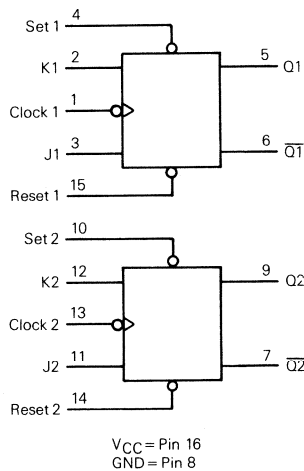 Set 1 4
K1 2 5 Q1
Clock 1 1
J1 3 6 Q1
Reset 1 15
Set 2 10
K2 12 9 Q2
Clock 2 13
J2 11 7 Q2
Reset 2 14
VCC = Pin 16
GND = Pin 8